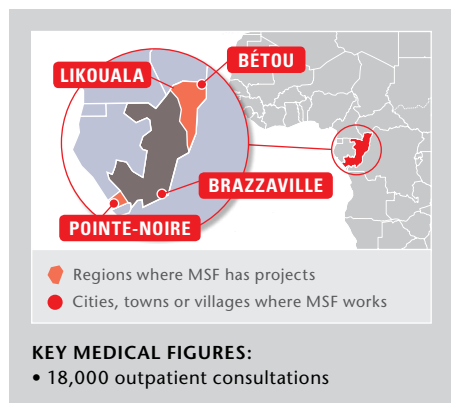 BÉTOU
LIKOUALA
BRAZZAVILLE
POINTE-NOIRE
Regions where MSF has projects
Cities, towns or villages where MSF works
KEY MEDICAL FIGURES:
• 18,000 outpatient consultations